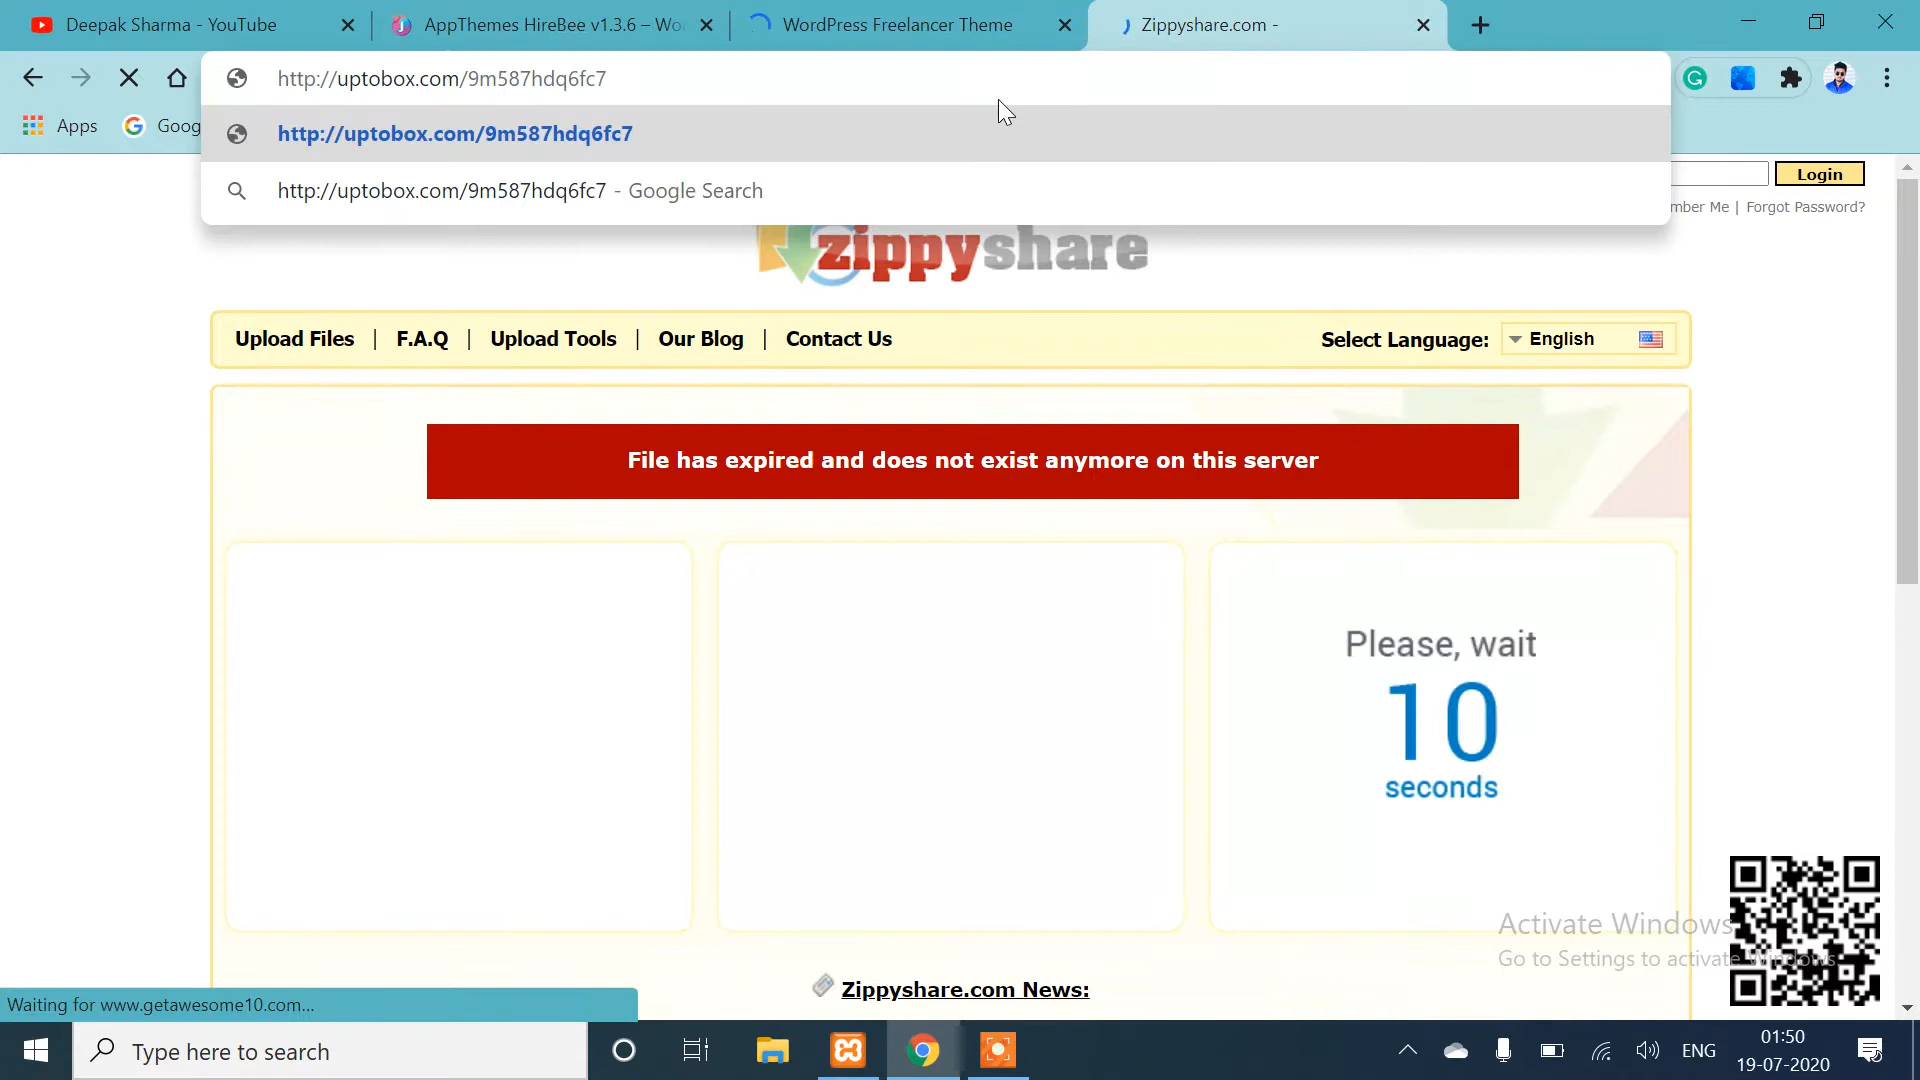 Deepak Sharma - YouTube
AppThemes HireBee v1.3.6 – Wo
WordPress Freelancer Theme
Zippyshare.com -
http://uptobox.com/9m587hdq6fc7
Apps
Goog
http://uptobox.com/9m587hdq6fc7
http://uptobox.com/9m587hdq6fc7 - Google Search
Login
mber Me | Forgot Password?
zippyshare
Upload Files | F.A.Q | Upload Tools | Our Blog | Contact Us
Select Language: English
File has expired and does not exist anymore on this server
Please, wait
10
seconds
Activate Windows
Go to Settings to activate Windows.
Zippyshare.com News:
Waiting for www.getawesome10.com...
Type here to search
ENG
01:50
19-07-2020